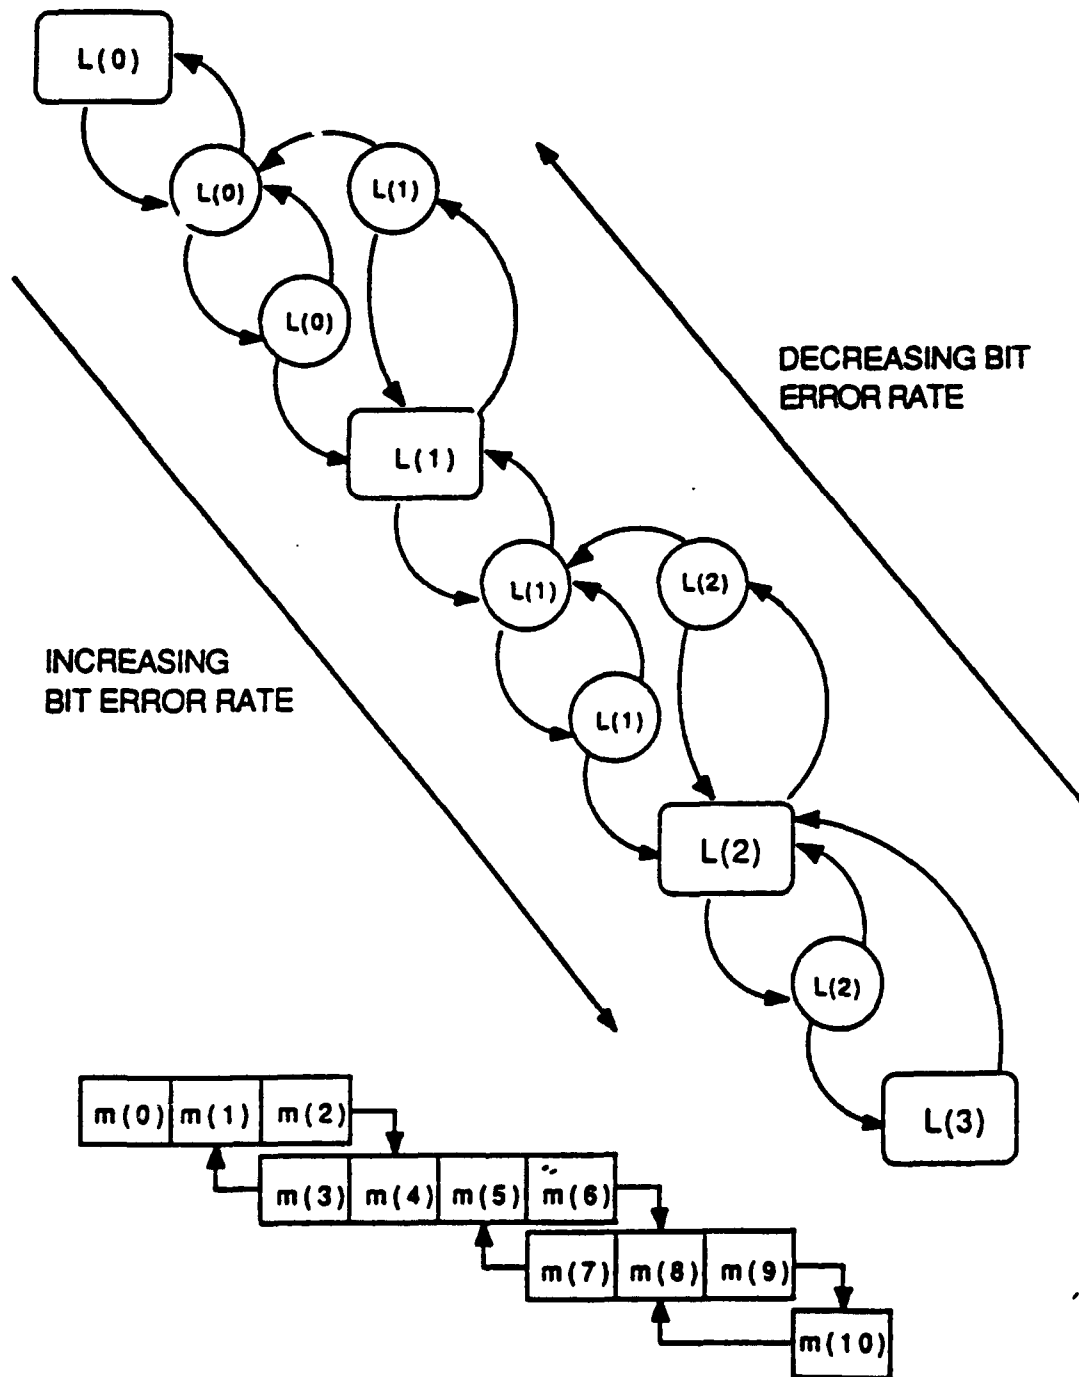 L(0)
L(0)
L(1)
L(0)
DECREASING BIT
ERROR RATE
L(1)
L(1)
L(2)
INCREASING
BIT ERROR RATE
L(1)
L(2)
L(2)
L(3)
m(0) m(1) m(2)
m(3) m(4) m(5) m(6)
m(7) m(8) m(9)
m(10)